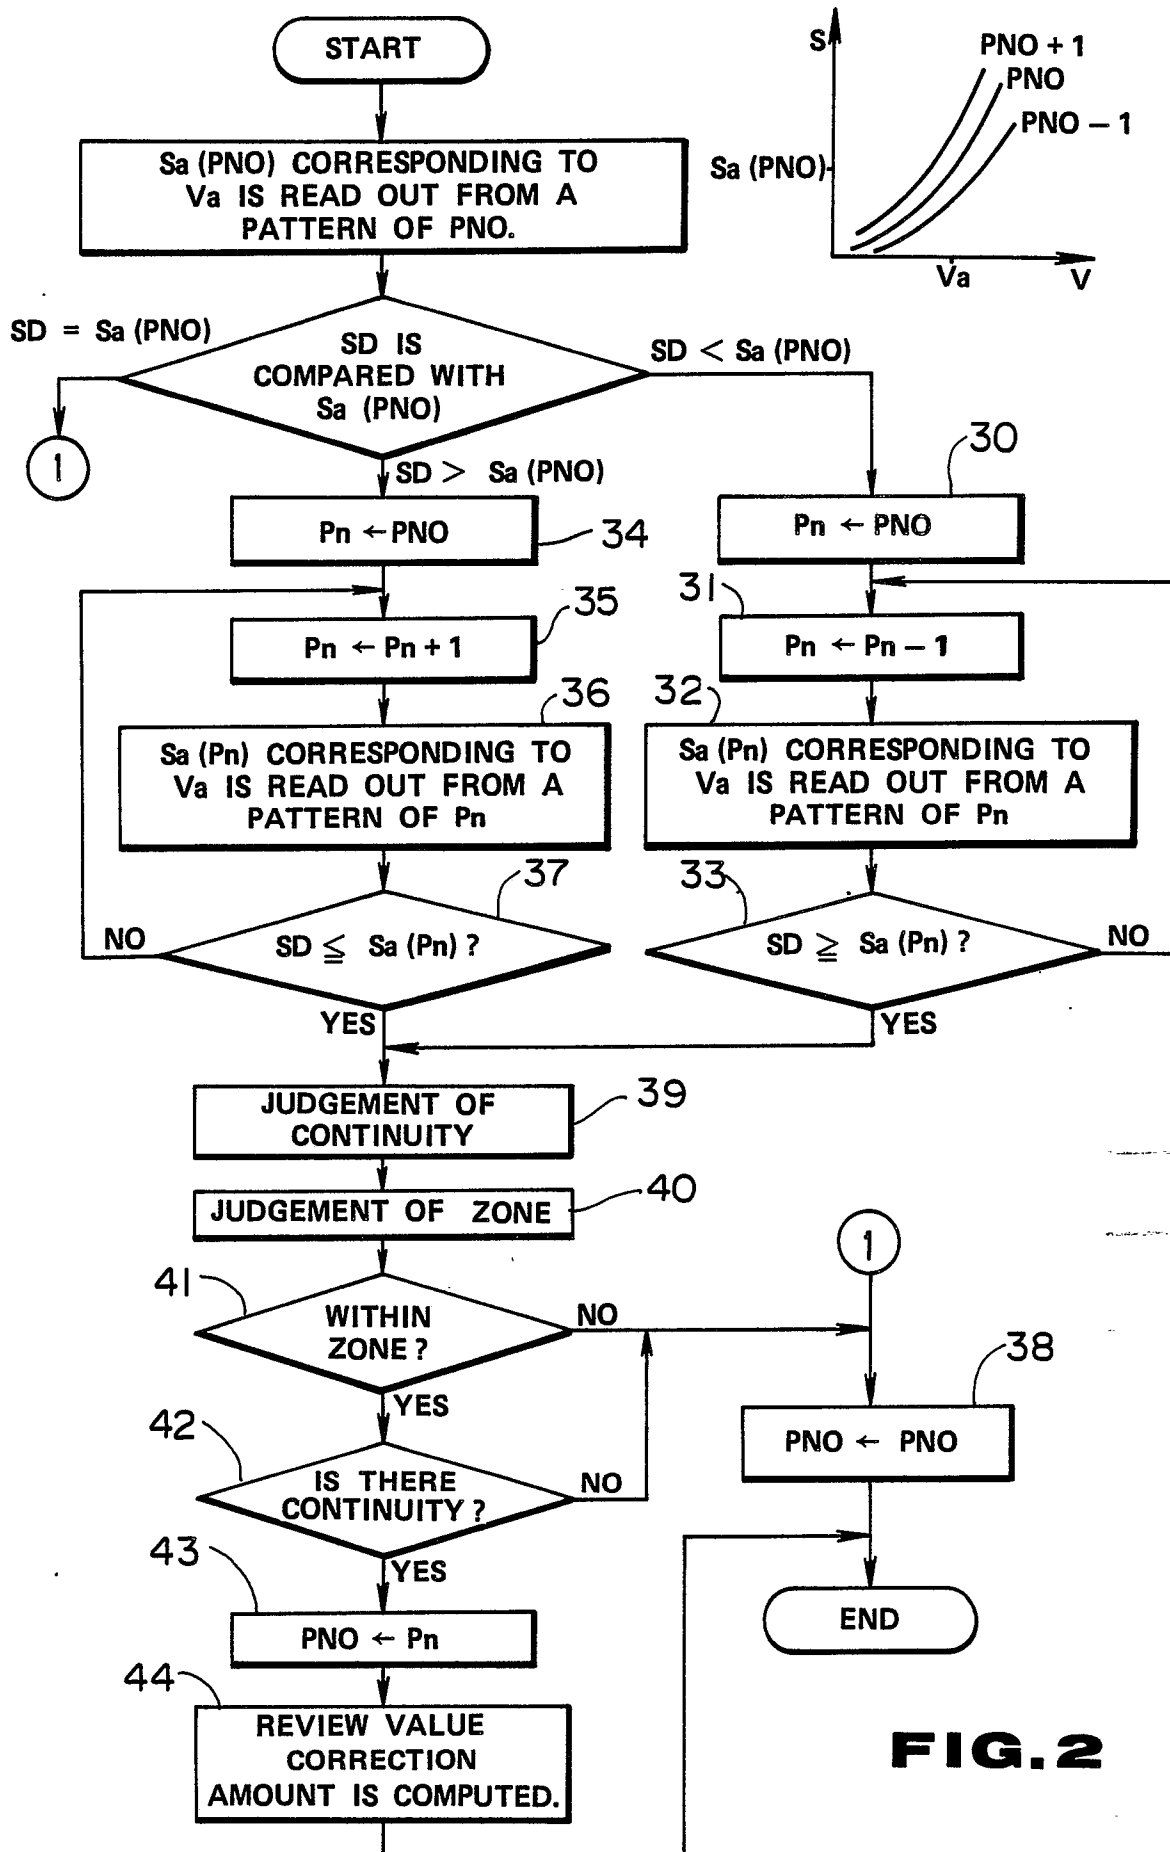 START
Sa (PNO) CORRESPONDING TO
Va IS READ OUT FROM A
PATTERN OF PNO.
S
PNO + 1
PNO
PNO – 1
Sa (PNO)
Va
V
SD = Sa (PNO)
SD IS
COMPARED WITH
Sa (PNO)
SD < Sa (PNO)
1
SD > Sa (PNO)
30
Pn ← PNO
34
Pn ← PNO
31
35
Pn ← Pn + 1
Pn ← Pn – 1
36
32
Sa (Pn) CORRESPONDING TO
Va IS READ OUT FROM A
PATTERN OF Pn
Sa (Pn) CORRESPONDING TO
Va IS READ OUT FROM A
PATTERN OF Pn
37
33
NO
SD ≦ Sa (Pn) ?
SD ≧ Sa (Pn) ?
NO
YES
YES
JUDGEMENT OF
CONTINUITY
39
JUDGEMENT OF ZONE
40
1
41
WITHIN
ZONE ?
NO
YES
38
PNO ← PNO
42
IS THERE
CONTINUITY ?
NO
YES
43
PNO ← Pn
END
44
REVIEW VALUE
CORRECTION
AMOUNT IS COMPUTED.
FIG. 2